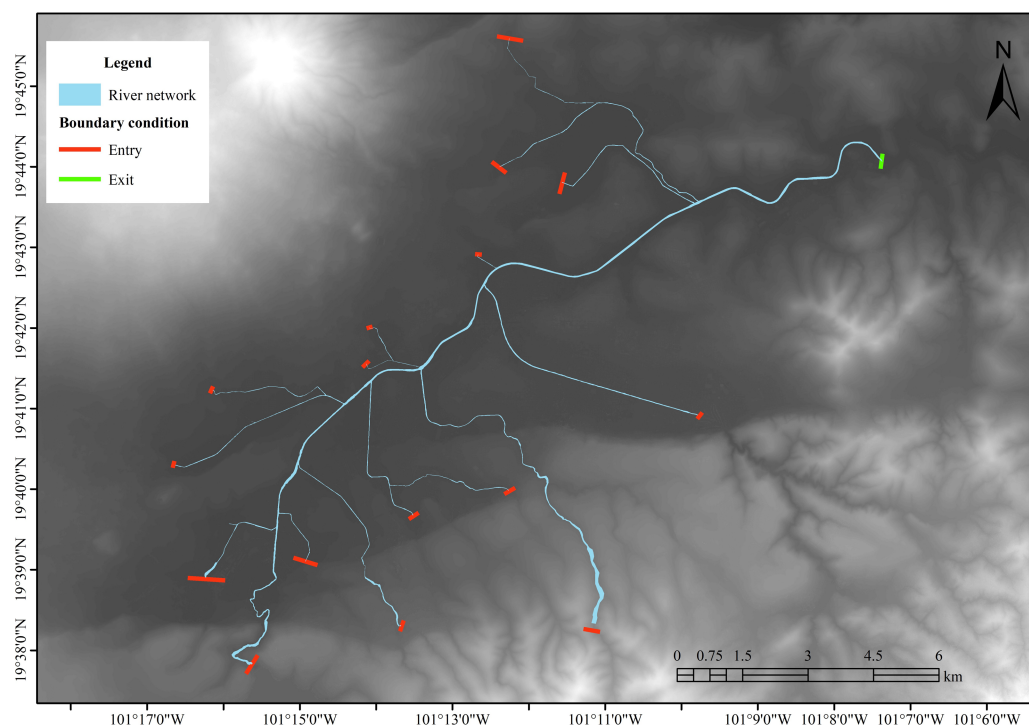 Legend
River network
Boundary condition
Entry
Exit
N
19°45'0"N
19°44'0"N
19°43'0"N
19°42'0"N
19°41'0"N
19°40'0"N
19°39'0"N
19°38'0"N
0 0.75 1.5 3 4.5 6
km
101°17'0"W 101°15'0"W 101°13'0"W 101°11'0"W 101°9'0"W 101°8'0"W 101°7'0"W 101°6'0"W